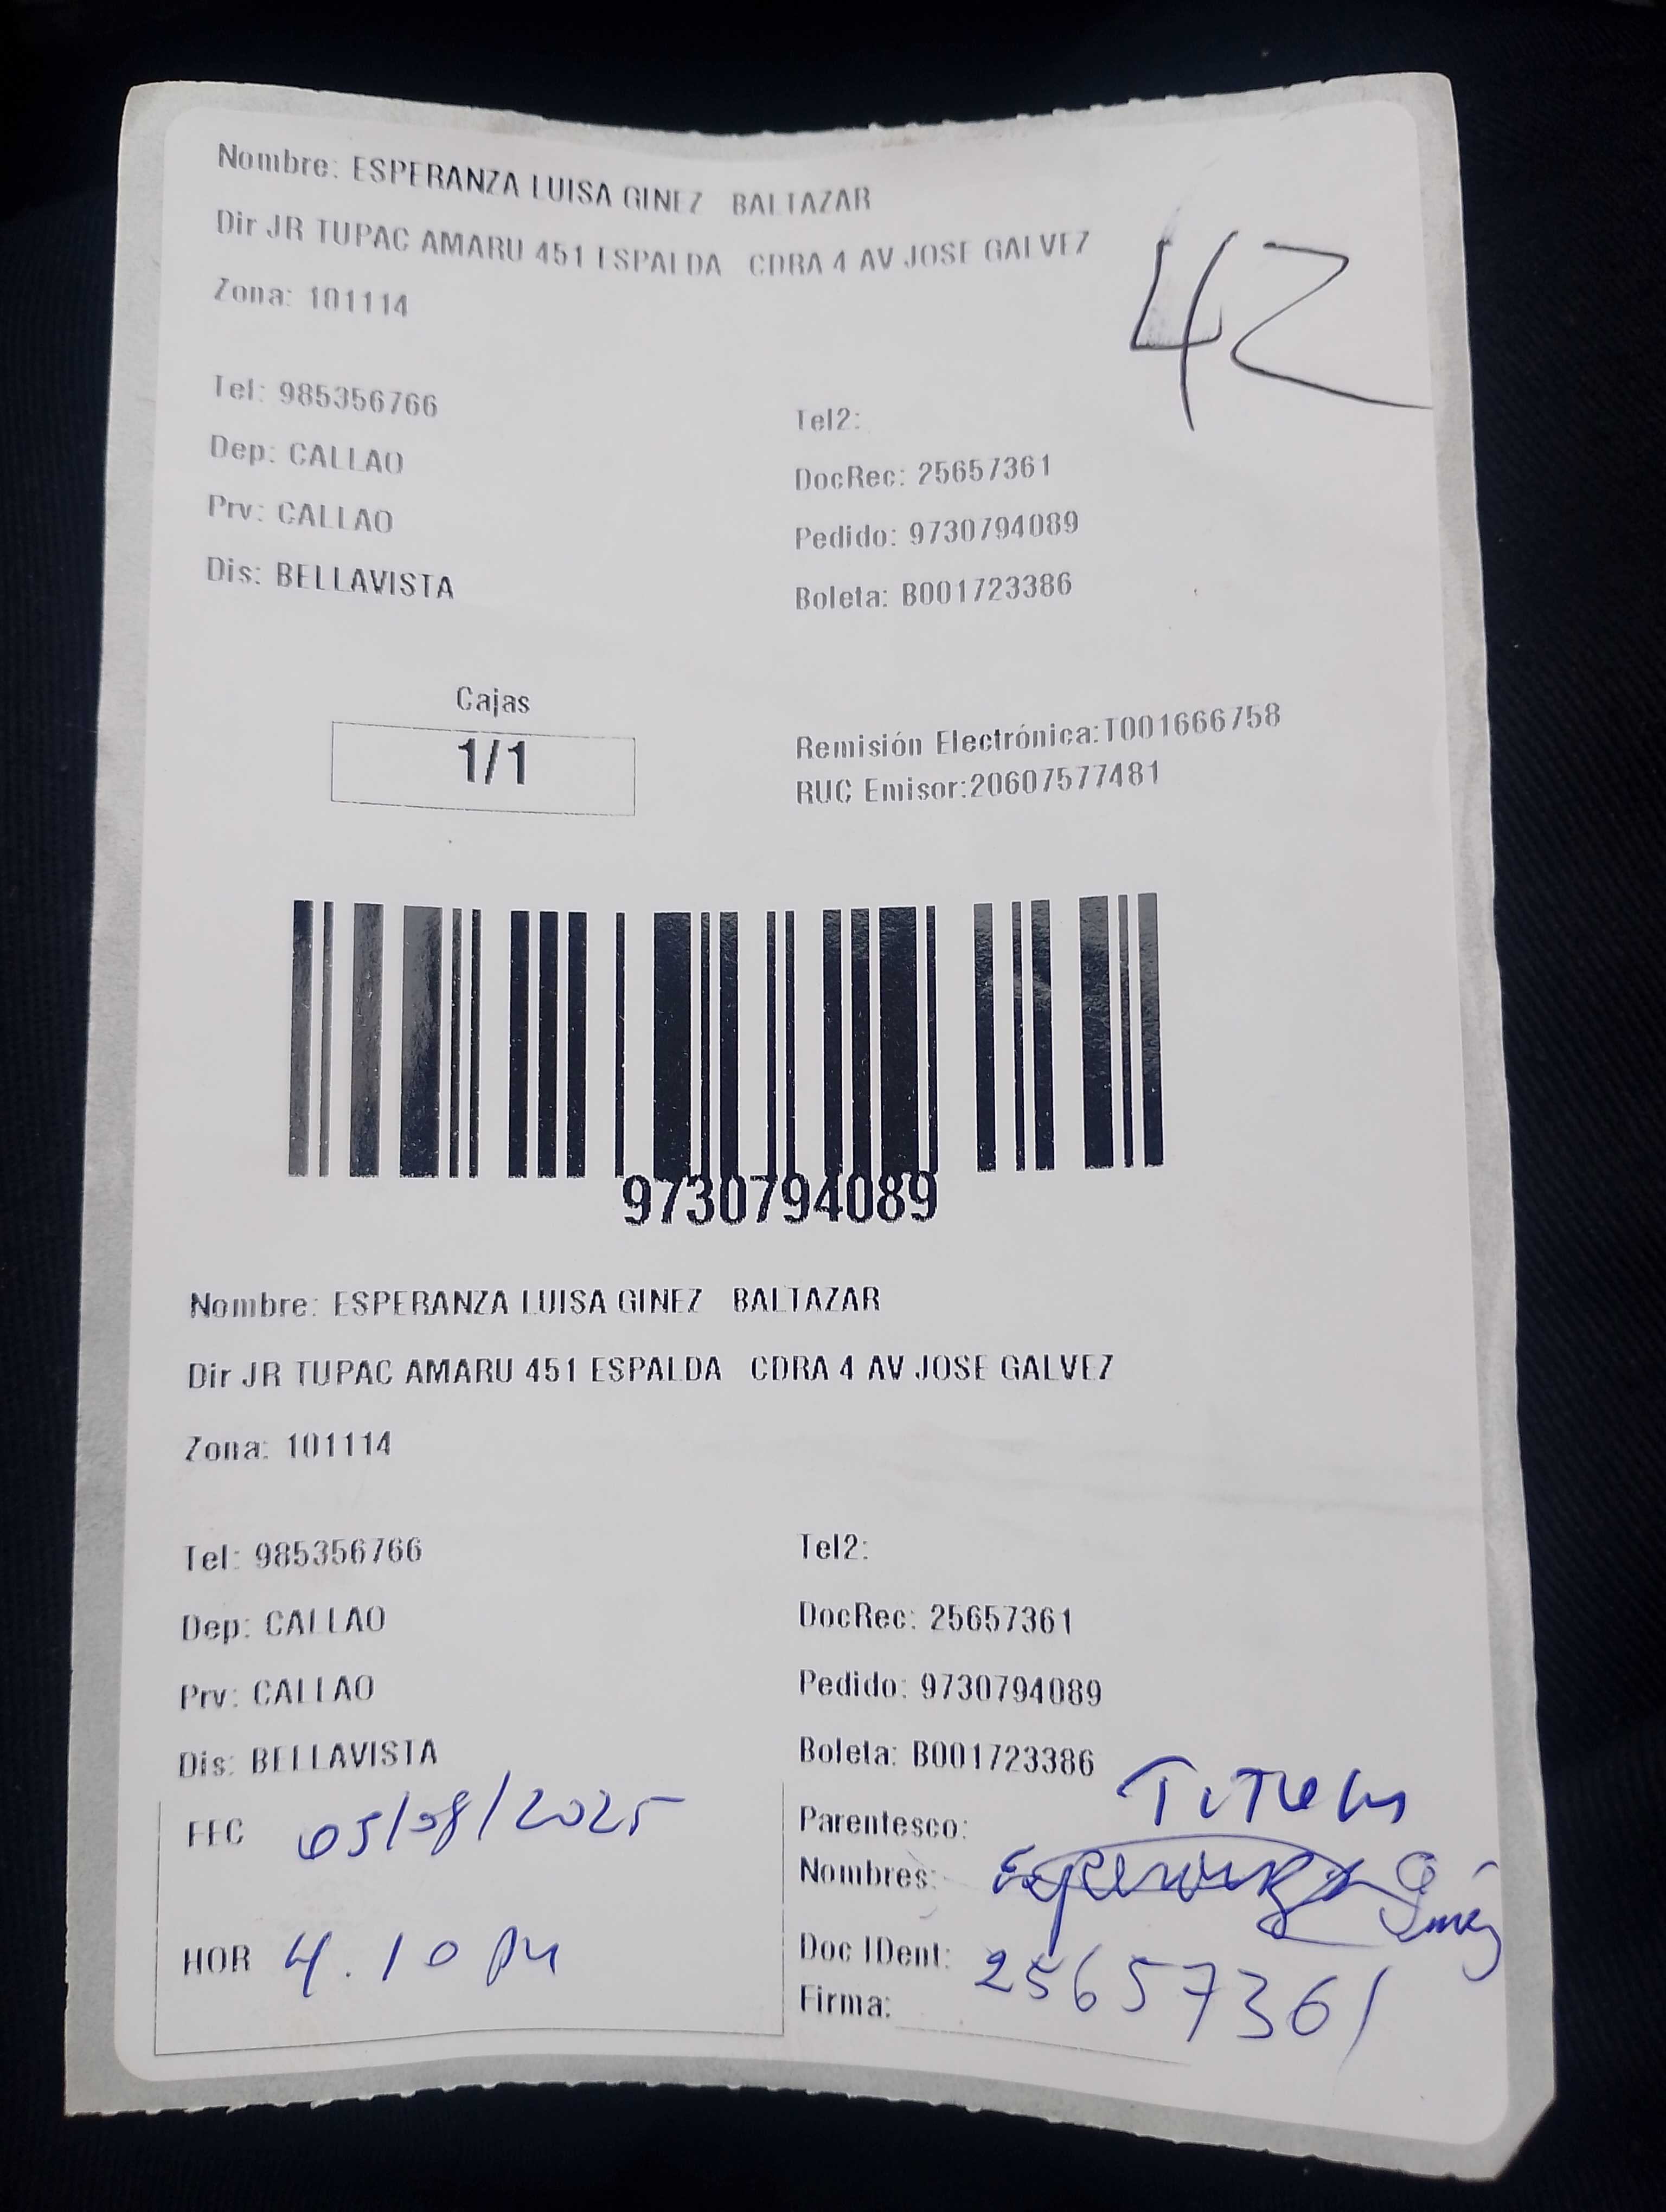 Nombre: ESPERANZA LUISA GINEZ BALTAZAR
Dir JR TUPAC AMARU 451 ESPALDA CDRA 4 AV JOSE GALVEZ
42
Zona: 101114
Tel: 985356766
Tel2:
Dep: CALLAO
DocRec: 25657361
Prv: CALLAO
Pedido: 9730794089
Dis: BELLAVISTA
Boleta: B001723386
Cajas
1/1
Remisión Electrónica:T001666758
RUC Emisor:20607577481
9730794089
Nombre: ESPERANZA LUISA GINEZ BALTAZAR
Dir JR TUPAC AMARU 451 ESPALDA CDRA 4 AV JOSE GALVEZ
Zona: 101114
Tel: 985356766
Tel2:
Dep: CALLAO
DocRec: 25657361
Prv: CALLAO
Pedido: 9730794089
Dis: BELLAVISTA
Boleta: B001723386
FEC 05/08/2025
Parentesco: Titular
Nombres: Esperanza Ginez
HOR 4.10 pm
Doc IDent: 25657361
Firma: